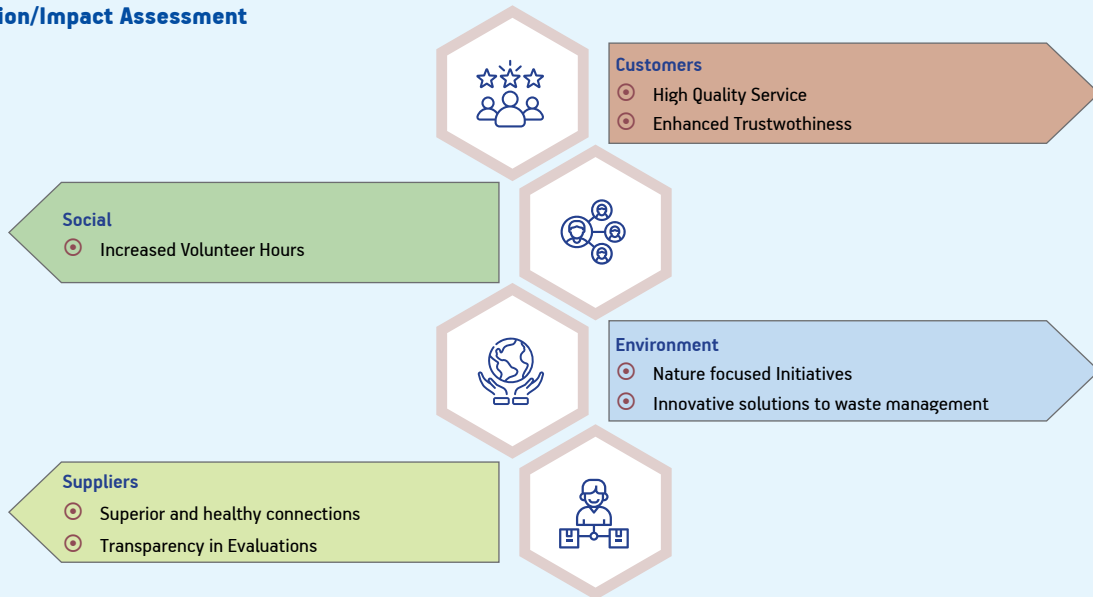 ion/Impact Assessment
Customers
High Quality Service
Enhanced Trustwothiness
Social
Increased Volunteer Hours
Environment
Nature focused Initiatives
Innovative solutions to waste management
Suppliers
Superior and healthy connections
Transparency in Evaluations